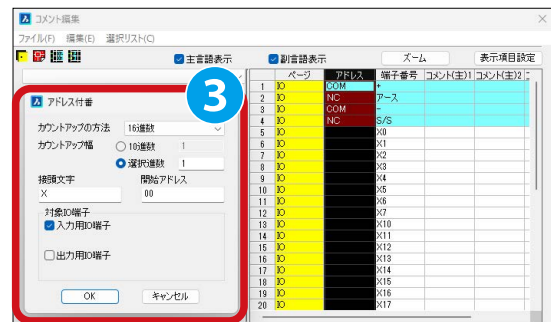 コメント編集
ファイル(F) 編集(E) 選択リスト(C)
主言語表示 副言語表示 ズーム 表示項目設定
3
アドレス付番
カウントアップの方法 16進数
カウントアップ幅 10進数 1
選択進数 1
接頭文字 開始アドレス
X 00
対象IO端子
入力用IO端子
出力用IO端子
OK キャンセル
ページ アドレス 端子番号 コメント(主)1 コメント(主)2
1 IO COM +
2 IO NC アース
3 IO COM -
4 IO NC S/S
5 IO X0
6 IO X1
7 IO X2
8 IO X3
9 IO X4
10 IO X5
11 IO X6
12 IO X7
13 IO X10
14 IO X11
15 IO X12
16 IO X13
17 IO X14
18 IO X15
19 IO X16
20 IO X17